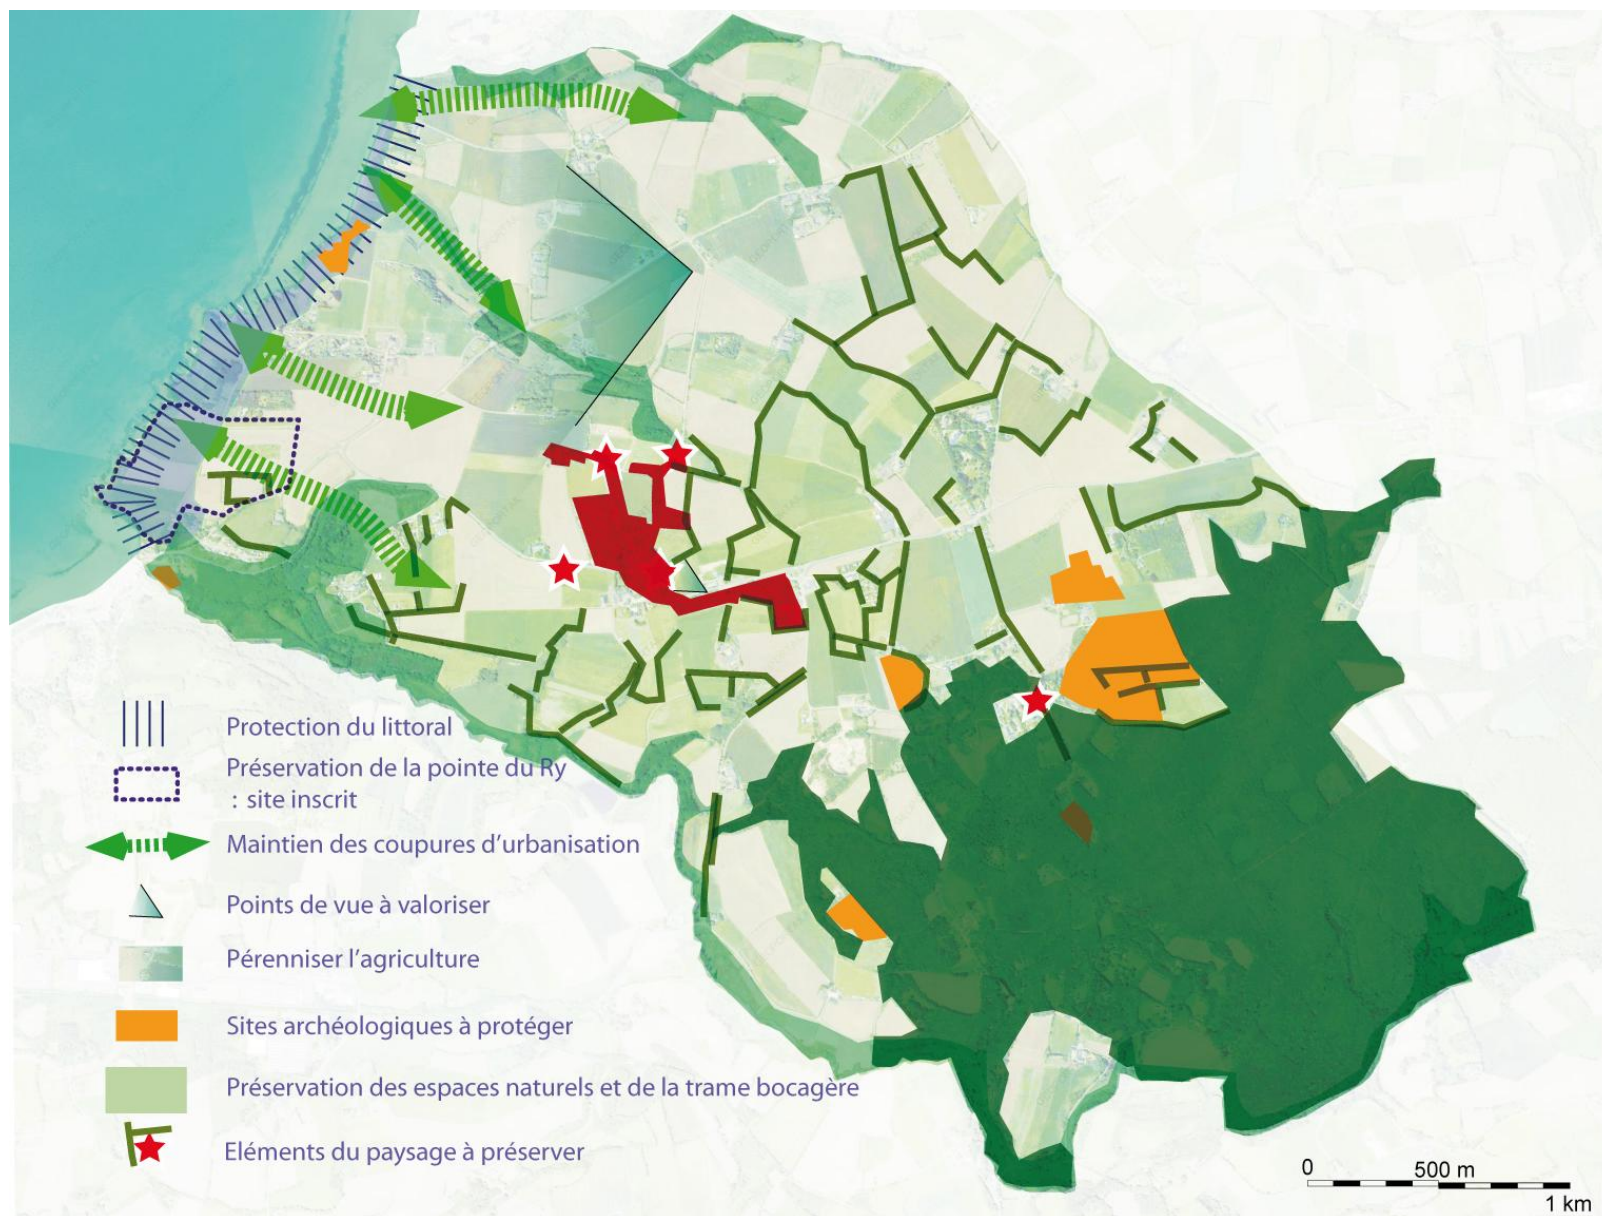 Protection du littoral
Préservation de la pointe du Ry
: site inscrit
Maintien des coupures d'urbanisation
Points de vue à valoriser
Pérenniser l'agriculture
Sites archéologiques à protéger
Préservation des espaces naturels et de la trame bocagère
Eléments du paysage à préserver
0 500 m
1 km